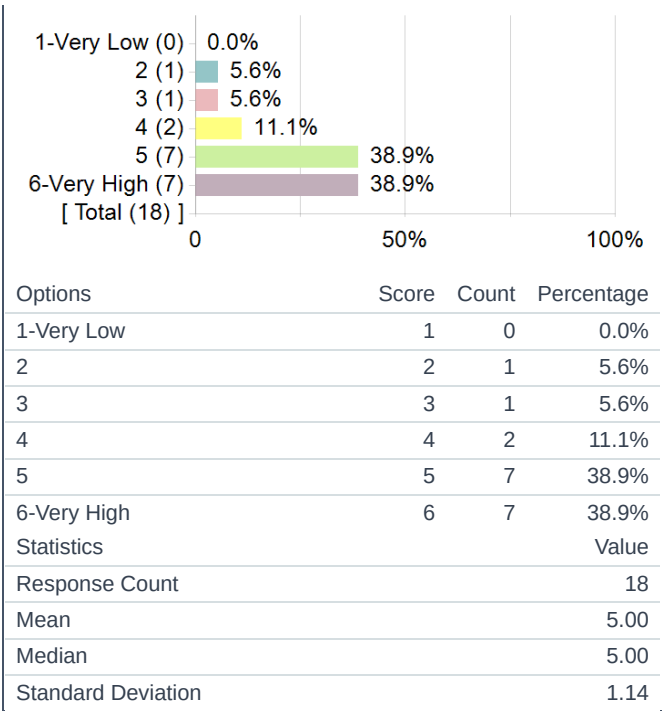 1-Very Low (0) 0.0%
2 (1) 5.6%
3 (1) 5.6%
4 (2) 11.1%
5 (7) 38.9%
6-Very High (7) 38.9%
[ Total (18) ]
0 50% 100%
Options Score Count Percentage
1-Very Low 1 0 0.0%
2 2 1 5.6%
3 3 1 5.6%
4 4 2 11.1%
5 5 7 38.9%
6-Very High 6 7 38.9%
Statistics Value
Response Count 18
Mean 5.00
Median 5.00
Standard Deviation 1.14